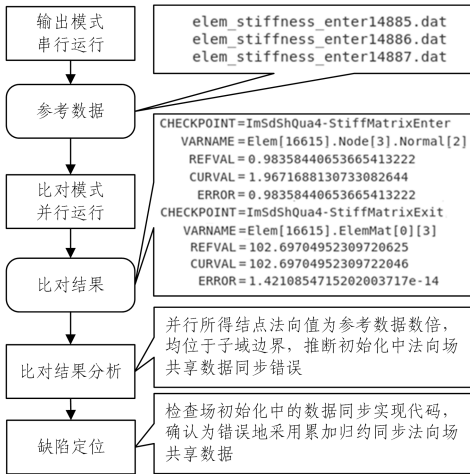 输出模式
串行运行
elem_stiffness_enter14885.dat
elem_stiffness_enter14886.dat
elem_stiffness_enter14887.dat
参考数据
CHECKPOINT=ImSdShQua4-StiffMatrixEnter
VARNAME=Elem[16615].Node[3].Normal[2]
REFVAL=0.98358440653665413222
CURVAL=1.9671688130733082644
ERROR=0.98358440653665413222
CHECKPOINT=ImSdShQua4-StiffMatrixExit
VARNAME=Elem[16615].ElemMat[0][3]
REFVAL=102.69704952309720625
CURVAL=102.69704952309722046
ERROR=1.4210854715202003717e-14
比对模式
并行运行
比对结果
比对结果分析
并行所得结点法向值为参考数据数倍，
均位于子域边界，推断初始化中法向场
共享数据同步错误
缺陷定位
检查场初始化中的数据同步实现代码，
确认为错误地采用累加归约同步法向场
共享数据